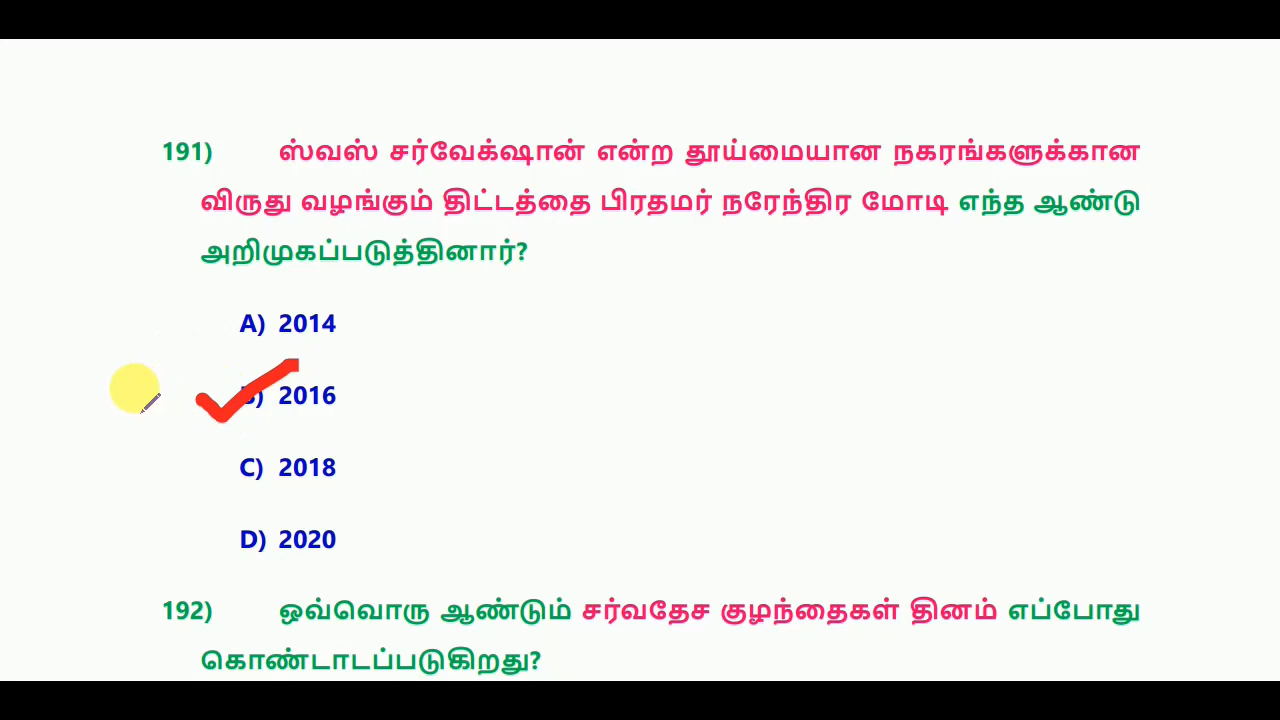 191) ஸ்வஸ் சர்வேக்ஷான் என்ற தூய்மையான நகரங்களுக்கான
விருது வழங்கும் திட்டத்தை பிரதமர் நரேந்திர மோடி எந்த ஆண்டு
அறிமுகப்படுத்தினார்?
A) 2014
B) 2016
C) 2018
D) 2020
192) ஒவ்வொரு ஆண்டும் சர்வதேச குழந்தைகள் தினம் எப்போது
கொண்டாடப்படுகிறது?